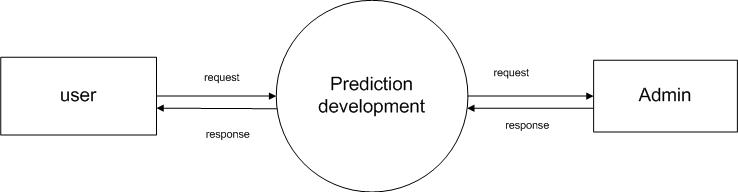 user
request
response
Prediction
development
request
response
Admin